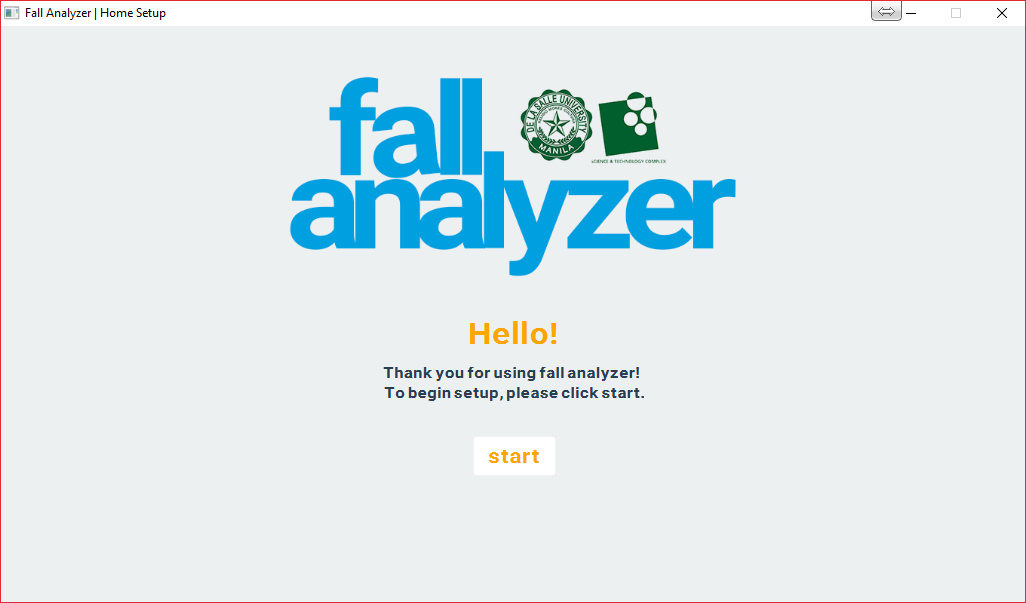 Fall Analyzer | Home Setup
fall
analyzer
DE LA SALLE UNIVERSITY
MANILA
SCIENCE & TECHNOLOGY COMPLEX
Hello!
Thank you for using fall analyzer!
To begin setup, please click start.
start